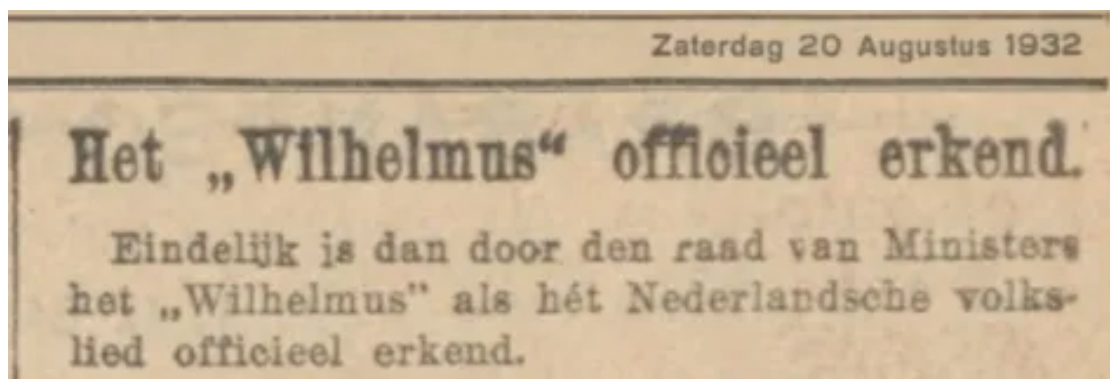 Zaterdag 20 Augustus 1932
Het „Wilhelmus“ officieel erkend.
Eindelijk is dan door den raad van Ministers
het „Wilhelmus” als hét Nederlandsche volks-
lied officieel erkend.